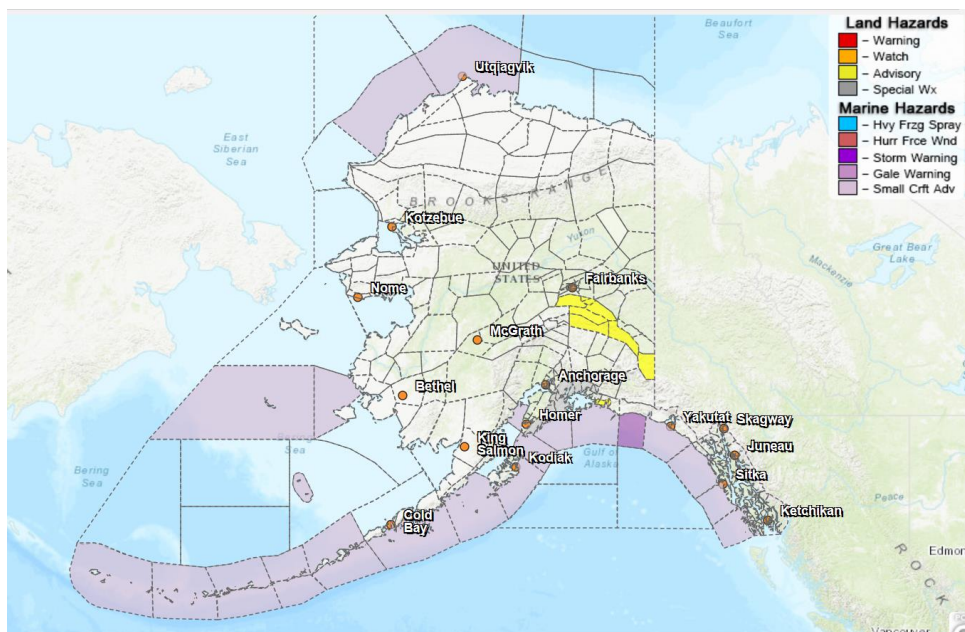 Beaufort
Sea
Land Hazards
– Warning
– Watch
– Advisory
– Special Wx
Marine Hazards
– Hvy Frzg Spray
– Hurr Frce Wnd
– Storm Warning
– Gale Warning
– Small Crft Adv
Utqiagvik
East
Siberian
Sea
BROOKS RANGE
Kotzebue
Yukon
Great Bear
Lake
Mackenzie
UNITED
STATES
Fairbanks
Nome
McGrath
Anchorage
Bethel
Homer
Yakutat
Skagway
King
Salmon
Sea
Kodiak
Gulf of
Alaska
Juneau
Bering
Sea
Sitka
Peace
Cold
Bay
Ketchikan
Edmon
ROCK
Vancouver